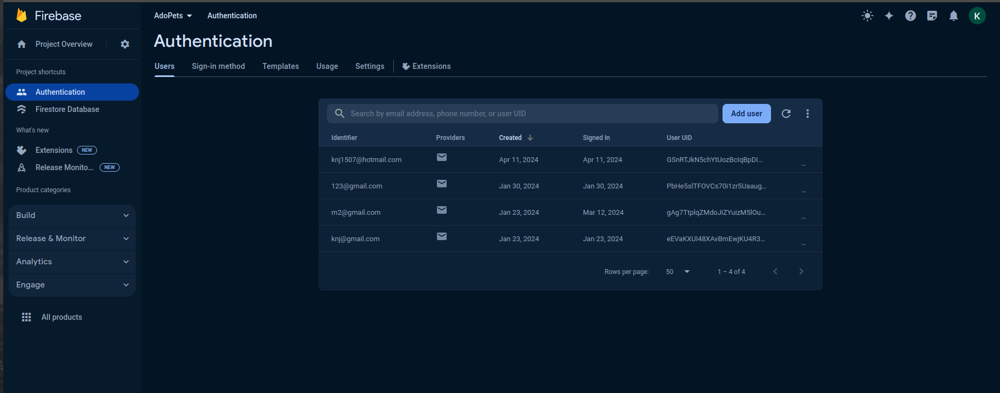 Firebase
AdoPets
Authentication
K
Project Overview
Authentication
Users
Sign-in method
Templates
Usage
Settings
Extensions
Project shortcuts
Authentication
Firestore Database
What's new
Extensions NEW
Release Monito... NEW
Product categories
Build
Release & Monitor
Analytics
Engage
All products
Search by email address, phone number, or user UID
Add user
Identifier Providers Created Signed In User UID
knj1507@hotmail.com Apr 11, 2024 Apr 11, 2024 GSnRTJkN5chYtUozBcIqBpDI... ...
123@gmail.com Jan 30, 2024 Jan 30, 2024 PbHe5slTFOVCs70i1zr5Uaaug... ...
m2@gmail.com Jan 23, 2024 Mar 12, 2024 gAg7TtplqZMdoJiZYuizM5lOu... ...
knj@gmail.com Jan 23, 2024 Jan 23, 2024 eEVaKXUI48XAvBmEwjKU4R3... ...
Rows per page: 50 1 – 4 of 4